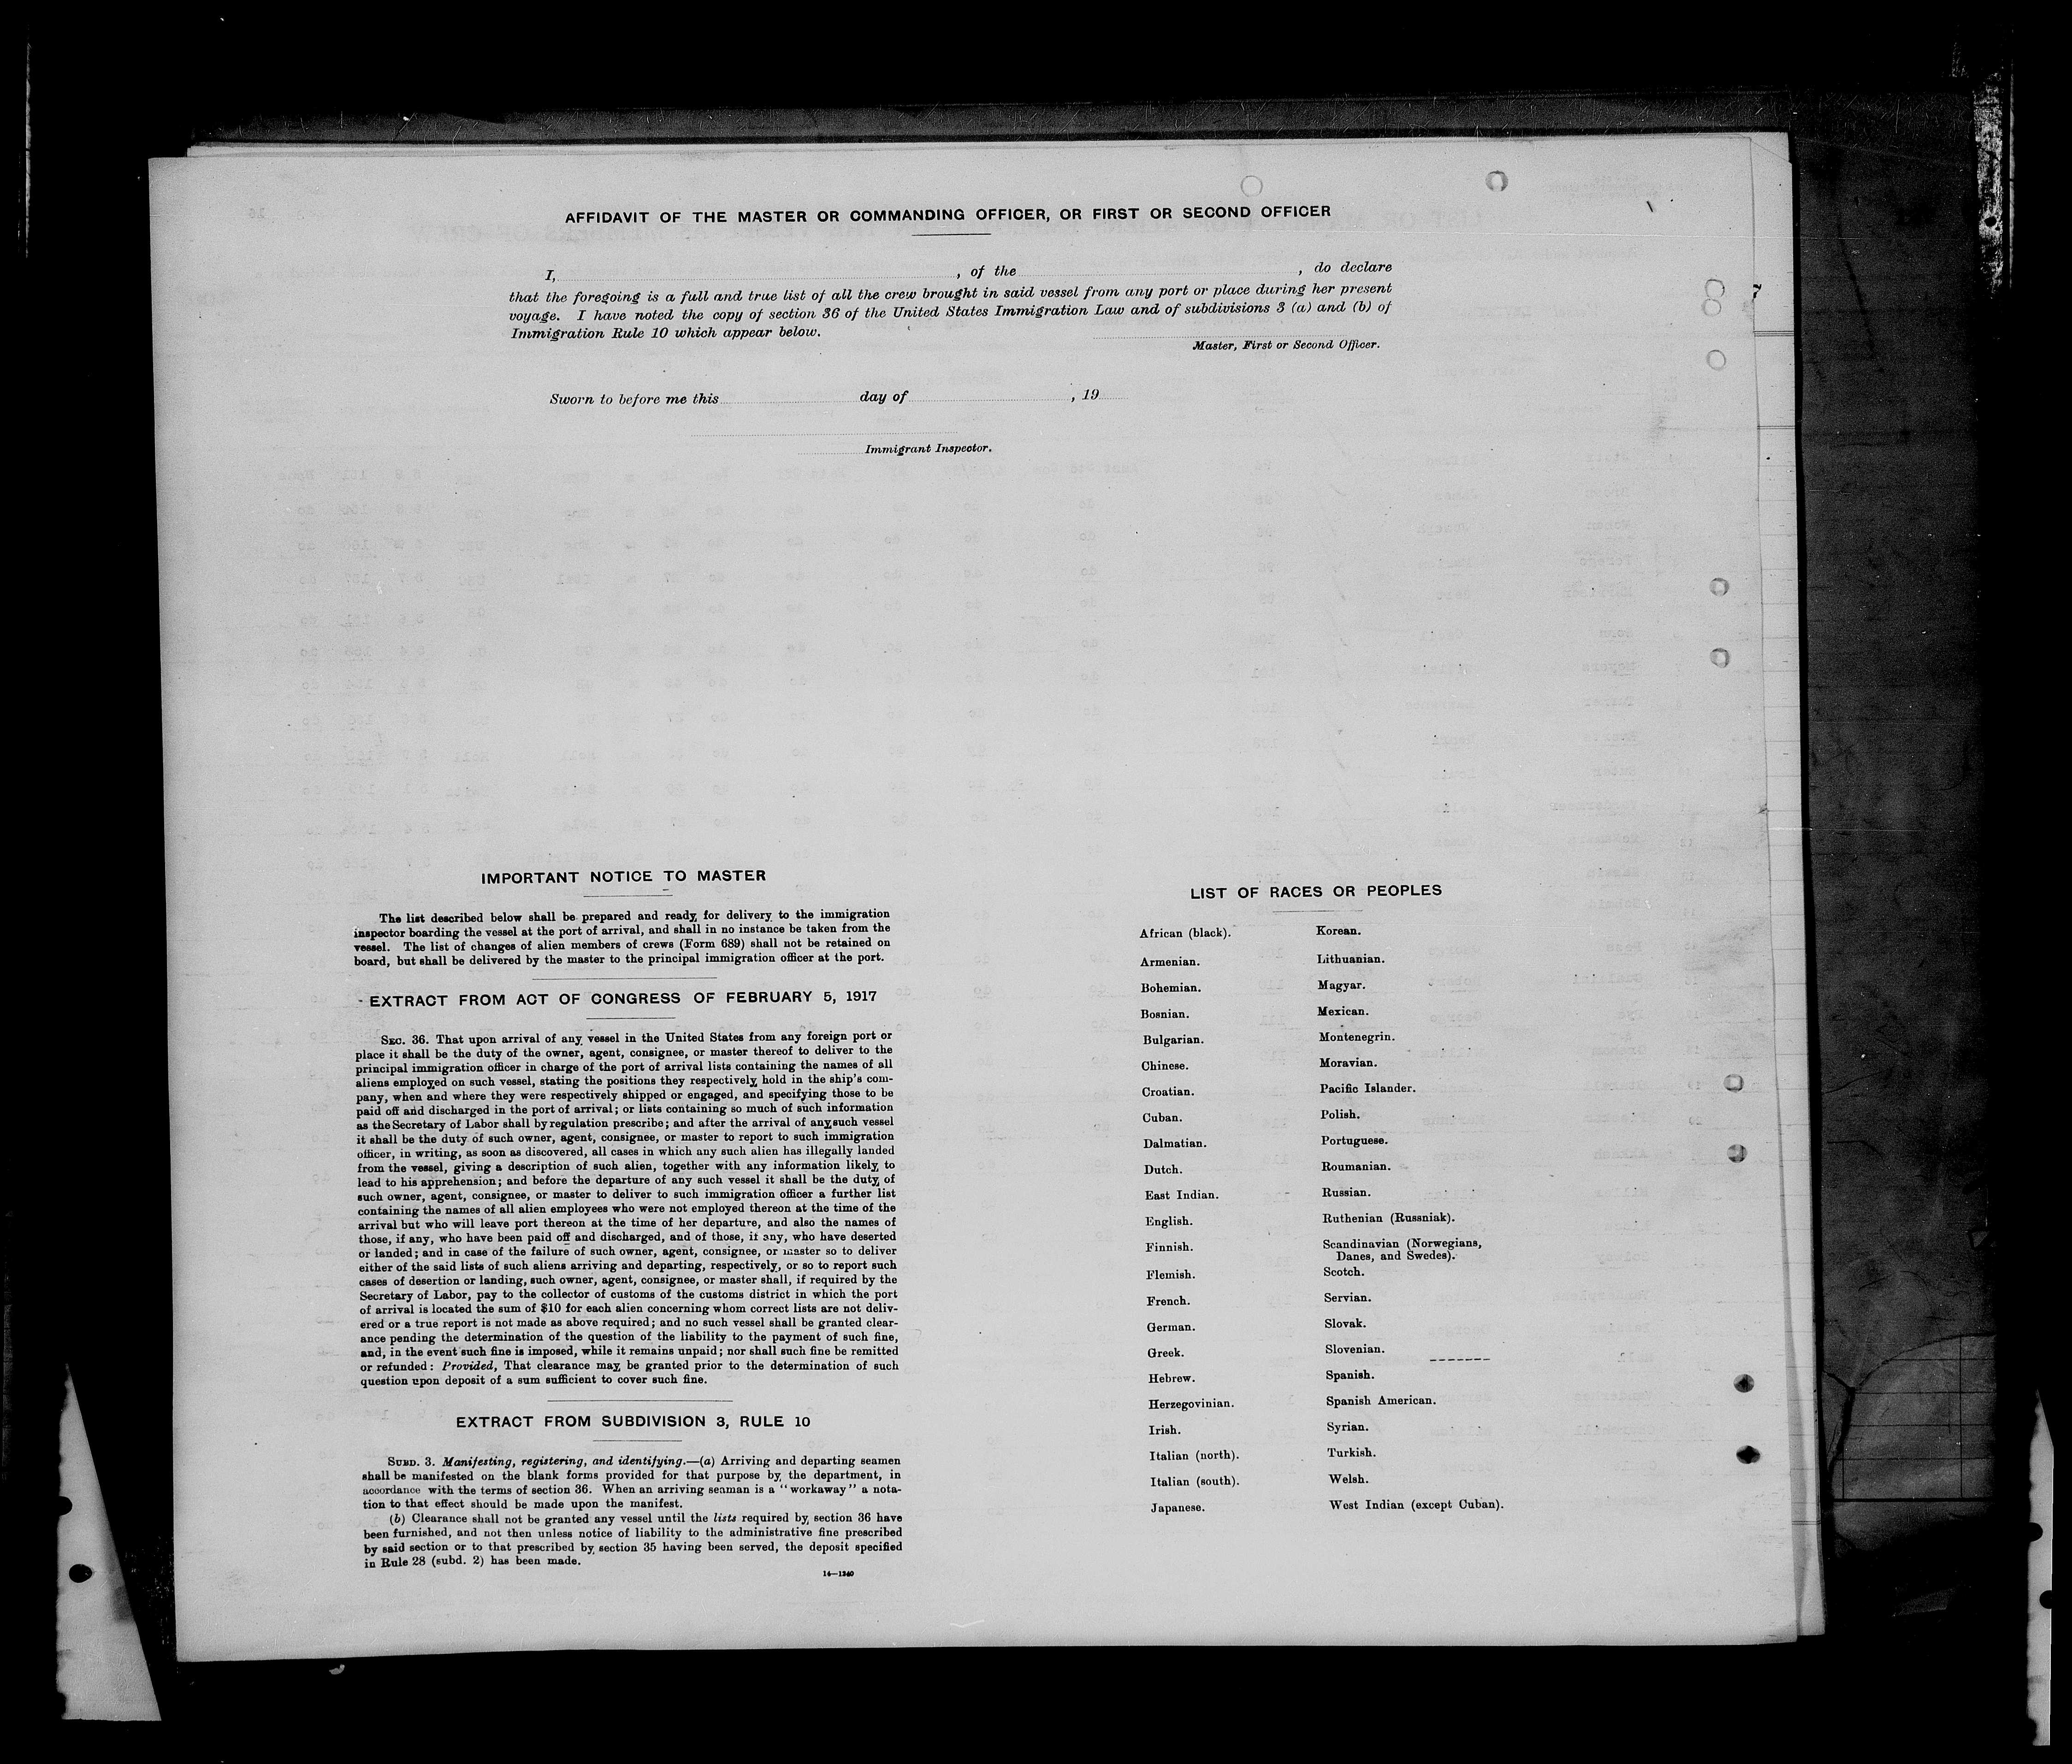 AFFIDAVIT OF THE MASTER OR COMMANDING OFFICER, OR FIRST OR SECOND OFFICER
I, , of the , do declare
that the foregoing is a full and true list of all the crew brought in said vessel from any port or place during her present
voyage. I have noted the copy of section 36 of the United States Immigration Law and of subdivisions 3 (a) and (b) of
Immigration Rule 10 which appear below.
Master, First or Second Officer.
Sworn to before me this day of , 19
Immigrant Inspector.
IMPORTANT NOTICE TO MASTER
The list described below shall be prepared and ready for delivery to the immigration
inspector boarding the vessel at the port of arrival, and shall in no instance be taken from the
vessel. The list of changes of alien members of crews (Form 689) shall not be retained on
board, but shall be delivered by the master to the principal immigration officer at the port.
EXTRACT FROM ACT OF CONGRESS OF FEBRUARY 5, 1917
SEC. 36. That upon arrival of any vessel in the United States from any foreign port or
place it shall be the duty of the owner, agent, consignee, or master thereof to deliver to the
principal immigration officer in charge of the port of arrival lists containing the names of all
aliens employed on such vessel, stating the positions they respectively hold in the ship's com-
pany, when and where they were respectively shipped or engaged, and specifying those to be
paid off and discharged in the port of arrival; or lists containing so much of such information
as the Secretary of Labor shall by regulation prescribe; and after the arrival of any such vessel
it shall be the duty of such owner, agent, consignee, or master to report to such immigration
officer, in writing, as soon as discovered, all cases in which any such alien has illegally landed
from the vessel, giving a description of such alien, together with any information likely to
lead to his apprehension; and before the departure of any such vessel it shall be the duty of
such owner, agent, consignee, or master to deliver to such immigration officer a further list
containing the names of all alien employees who were not employed thereon at the time of the
arrival but who will leave port thereon at the time of her departure, and also the names of
those, if any, who have been paid off and discharged, and of those, if any, who have deserted
or landed; and in case of the failure of such owner, agent, consignee, or master so to deliver
either of the said lists of such aliens arriving and departing, respectively, or so to report such
cases of desertion or landing, such owner, agent, consignee, or master shall, if required by the
Secretary of Labor, pay to the collector of customs of the customs district in which the port
of arrival is located the sum of $10 for each alien concerning whom correct lists are not deliv-
ered or a true report is not made as above required; and no such vessel shall be granted clear-
ance pending the determination of the question of the liability to the payment of such fine,
and, in the event such fine is imposed, while it remains unpaid; nor shall such fine be remitted
or refunded: Provided, That clearance may be granted prior to the determination of such
question upon deposit of a sum sufficient to cover such fine.
EXTRACT FROM SUBDIVISION 3, RULE 10
SUBD. 3. Manifesting, registering, and identifying.—(a) Arriving and departing seamen
shall be manifested on the blank forms provided for that purpose by the department, in
accordance with the terms of section 36. When an arriving seaman is a "workaway" a nota-
tion to that effect should be made upon the manifest.
(b) Clearance shall not be granted any vessel until the lists required by section 36 have
been furnished, and not then unless notice of liability to the administrative fine prescribed
by said section or to that prescribed by section 35 having been served, the deposit specified
in Rule 28 (subd. 2) has been made.
14—1240
LIST OF RACES OR PEOPLES
African (black).
Armenian.
Bohemian.
Bosnian.
Bulgarian.
Chinese.
Croatian.
Cuban.
Dalmatian.
Dutch.
East Indian.
English.
Finnish.
Flemish.
French.
German.
Greek.
Hebrew.
Herzegovinian.
Irish.
Italian (north).
Italian (south).
Japanese.
Korean.
Lithuanian.
Magyar.
Mexican.
Montenegrin.
Moravian.
Pacific Islander.
Polish.
Portuguese.
Roumanian.
Russian.
Ruthenian (Russniak).
Scandinavian (Norwegians,
Danes, and Swedes).
Scotch.
Servian.
Slovak.
Slovenian.
Spanish.
Spanish American.
Syrian.
Turkish.
Welsh.
West Indian (except Cuban).